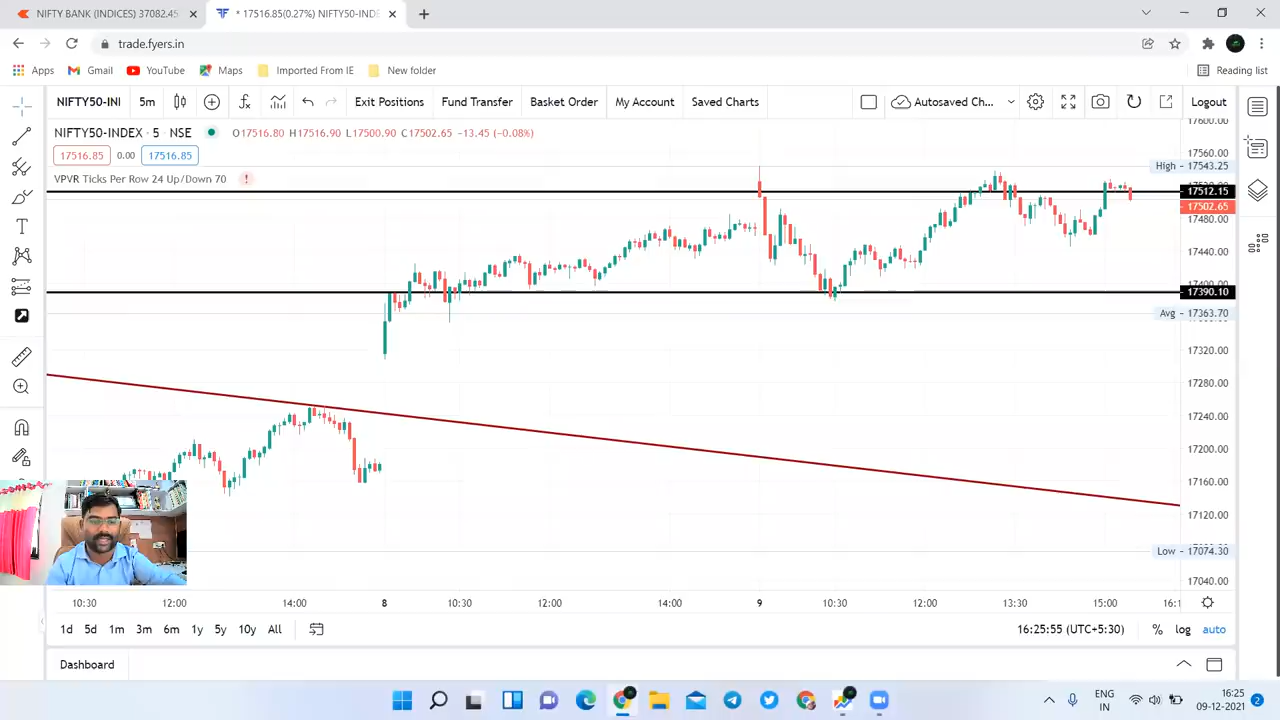 NIFTY BANK (INDICES) 37082.45
* 17516.85(0.27%) NIFTY50-INDEX
trade.fyers.in
Apps Gmail YouTube Maps Imported From IE New folder Reading list
NIFTY50-INI 5m Exit Positions Fund Transfer Basket Order My Account Saved Charts Autosaved Ch... Logout
NIFTY50-INDEX · 5 · NSE O17516.80 H17516.90 L17500.90 C17502.65 -13.45 (-0.08%)
17516.85 0.00 17516.85
VPVR Ticks Per Row 24 Up/Down 70 !
17600.00
17560.00
High - 17543.25
17512.15
17502.65
17480.00
17440.00
17400.00
17390.10
Avg - 17363.70
17320.00
17280.00
17240.00
17200.00
17160.00
17120.00
Low - 17074.30
17040.00
10:30 12:00 14:00 8 10:30 12:00 14:00 9 10:30 12:00 13:30 15:00 16:1
1d 5d 1m 3m 6m 1y 5y 10y All 16:25:55 (UTC+5:30) % log auto
Dashboard
ENG 16:25
IN 09-12-2021 2